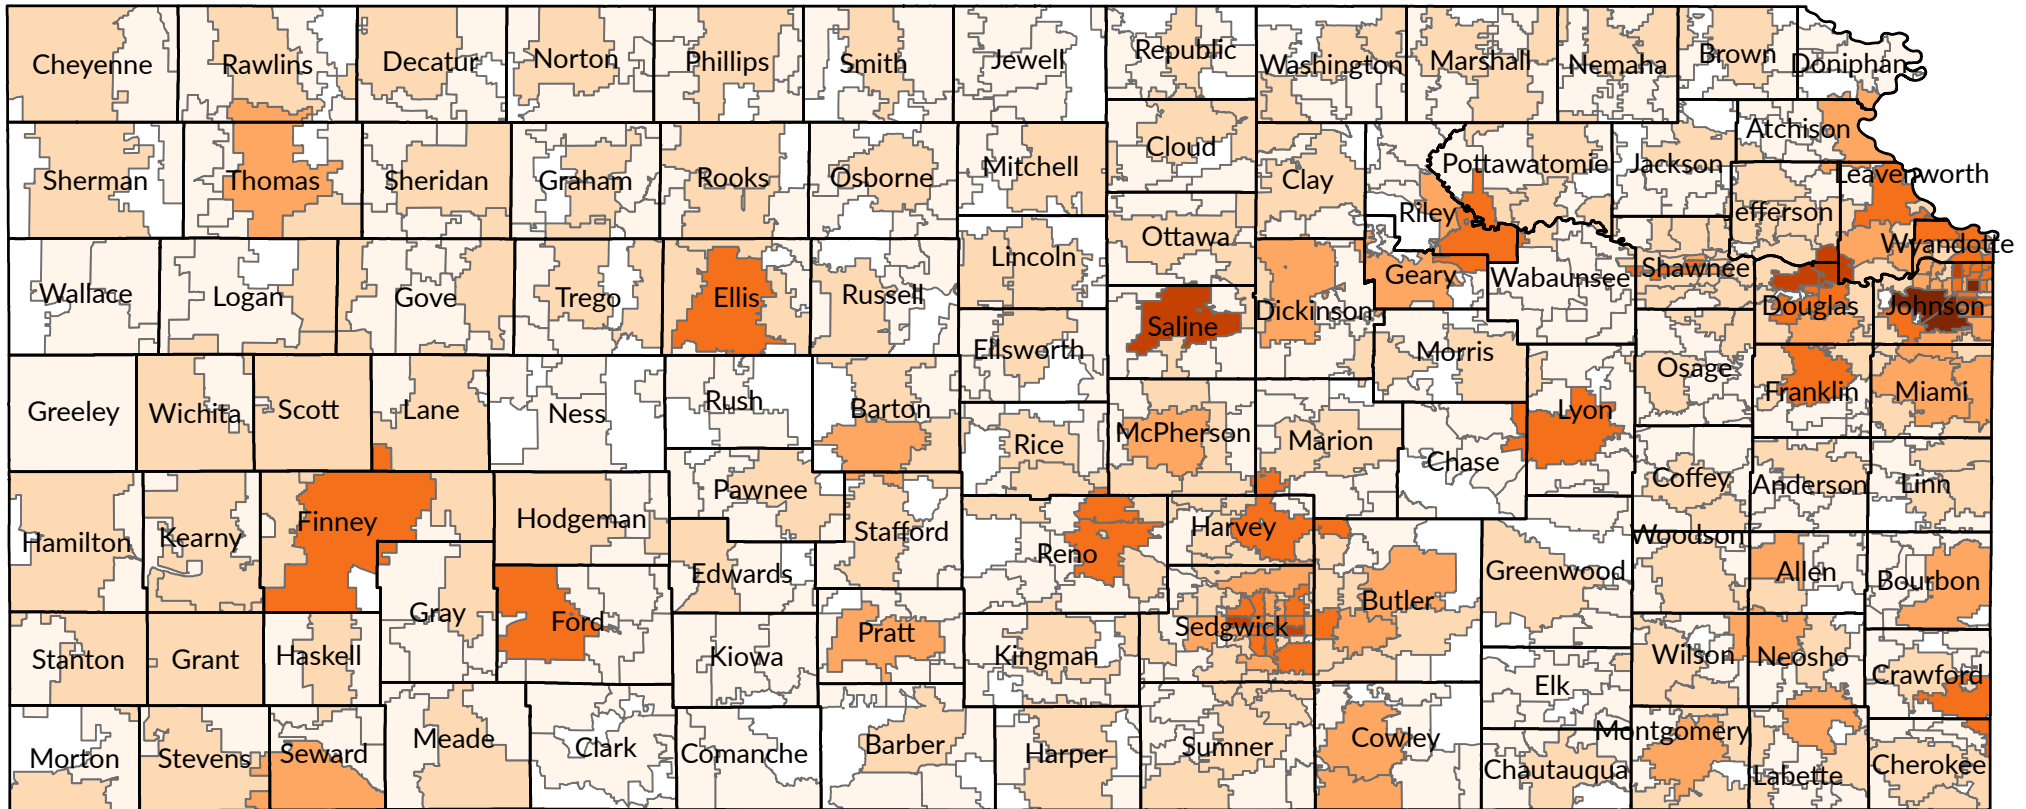 Cheyenne
Rawlins
Decatur
Norton
Phillips
Smith
Jewell
Republic
Washington
Marshall
Nemaha
Brown
Doniphan
Sherman
Thomas
Sheridan
Graham
Rooks
Osborne
Mitchell
Cloud
Clay
Riley
Pottawatomie
Jackson
Atchison
Leavenworth
efferson
Wyandotte
Wallace
Logan
Gove
Trego
Ellis
Russell
Lincoln
Ottawa
Saline
Dickinson
Geary
Wabaunsee
Shawnee
Douglas
Johnson
Greeley
Wichita
Scott
Lane
Ness
Rush
Barton
Ellsworth
Rice
McPherson
Marion
Morris
Chase
Lyon
Osage
Franklin
Miami
Hamilton
Kearny
Finney
Hodgeman
Pawnee
Stafford
Edwards
Reno
Harvey
Coffey
Anderson
Linn
Woodson
Greenwood
Butler
Allen
Bourbon
Gray
Ford
Pratt
Sedgwick
Stanton
Grant
Haskell
Kiowa
Kingman
Elk
Wilson
Neosho
Crawford
Morton
Stevens
Seward
Meade
Clark
Comanche
Barber
Harper
Sumner
Cowley
Chautauqua
Montgomery
Labette
Cherokee